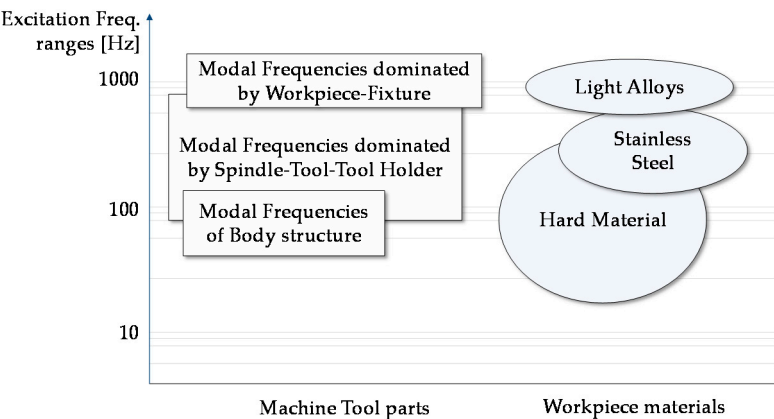 Excitation Freq.
ranges [Hz]
1000
100
10
Modal Frequencies dominated
by Workpiece-Fixture
Modal Frequencies dominated
by Spindle-Tool-Tool Holder
Modal Frequencies
of Body structure
Light Alloys
Stainless
Steel
Hard Material
Machine Tool parts
Workpiece materials